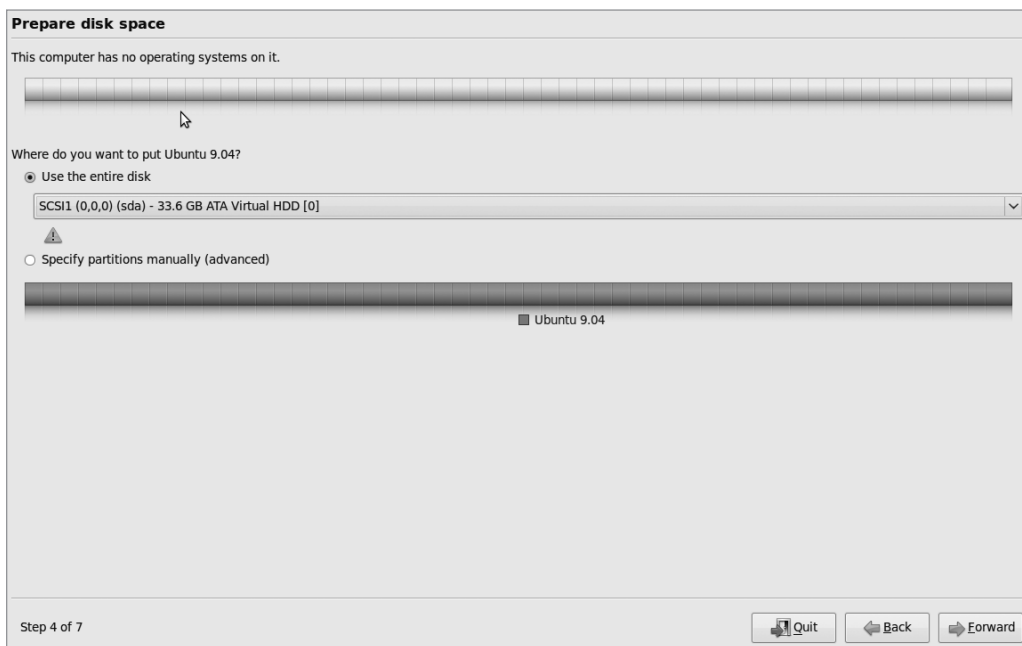 Prepare disk space
This computer has no operating systems on it.
Where do you want to put Ubuntu 9.04?
Use the entire disk
SCSI1 (0,0,0) (sda) - 33.6 GB ATA Virtual HDD [0]
Specify partitions manually (advanced)
Ubuntu 9.04
Step 4 of 7
Quit
Back
Forward